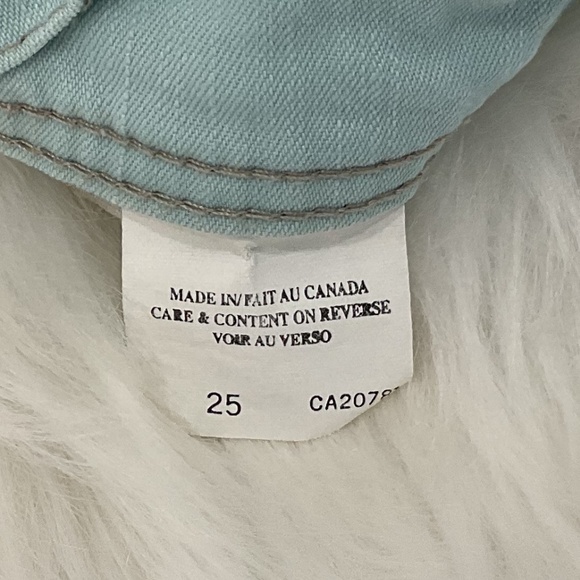 MADE IN/FAIT AU CANADA
CARE & CONTENT ON REVERSE
VOIR AU VERSO
25